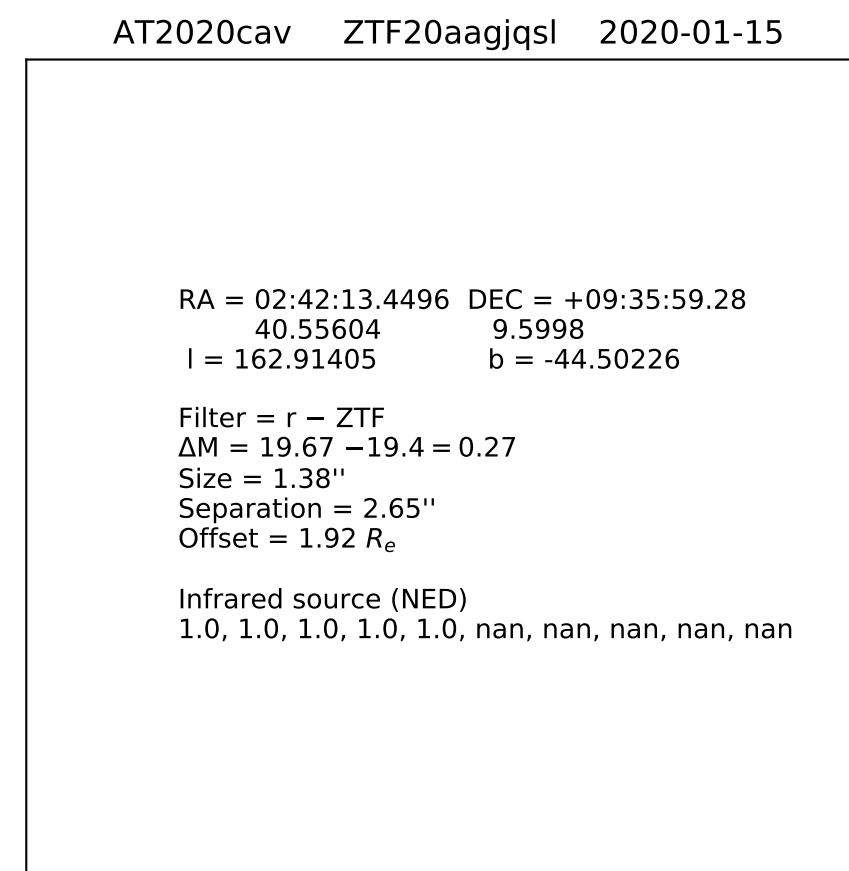 AT2020cav ZTF20aagjqsl 2020-01-15
RA = 02:42:13.4496 DEC = +09:35:59.28
40.55604 9.5998
l = 162.91405 b = -44.50226
Filter = r − ZTF
ΔM = 19.67 −19.4 = 0.27
Size = 1.38''
Separation = 2.65''
Offset = 1.92 Re
Infrared source (NED)
1.0, 1.0, 1.0, 1.0, 1.0, nan, nan, nan, nan, nan